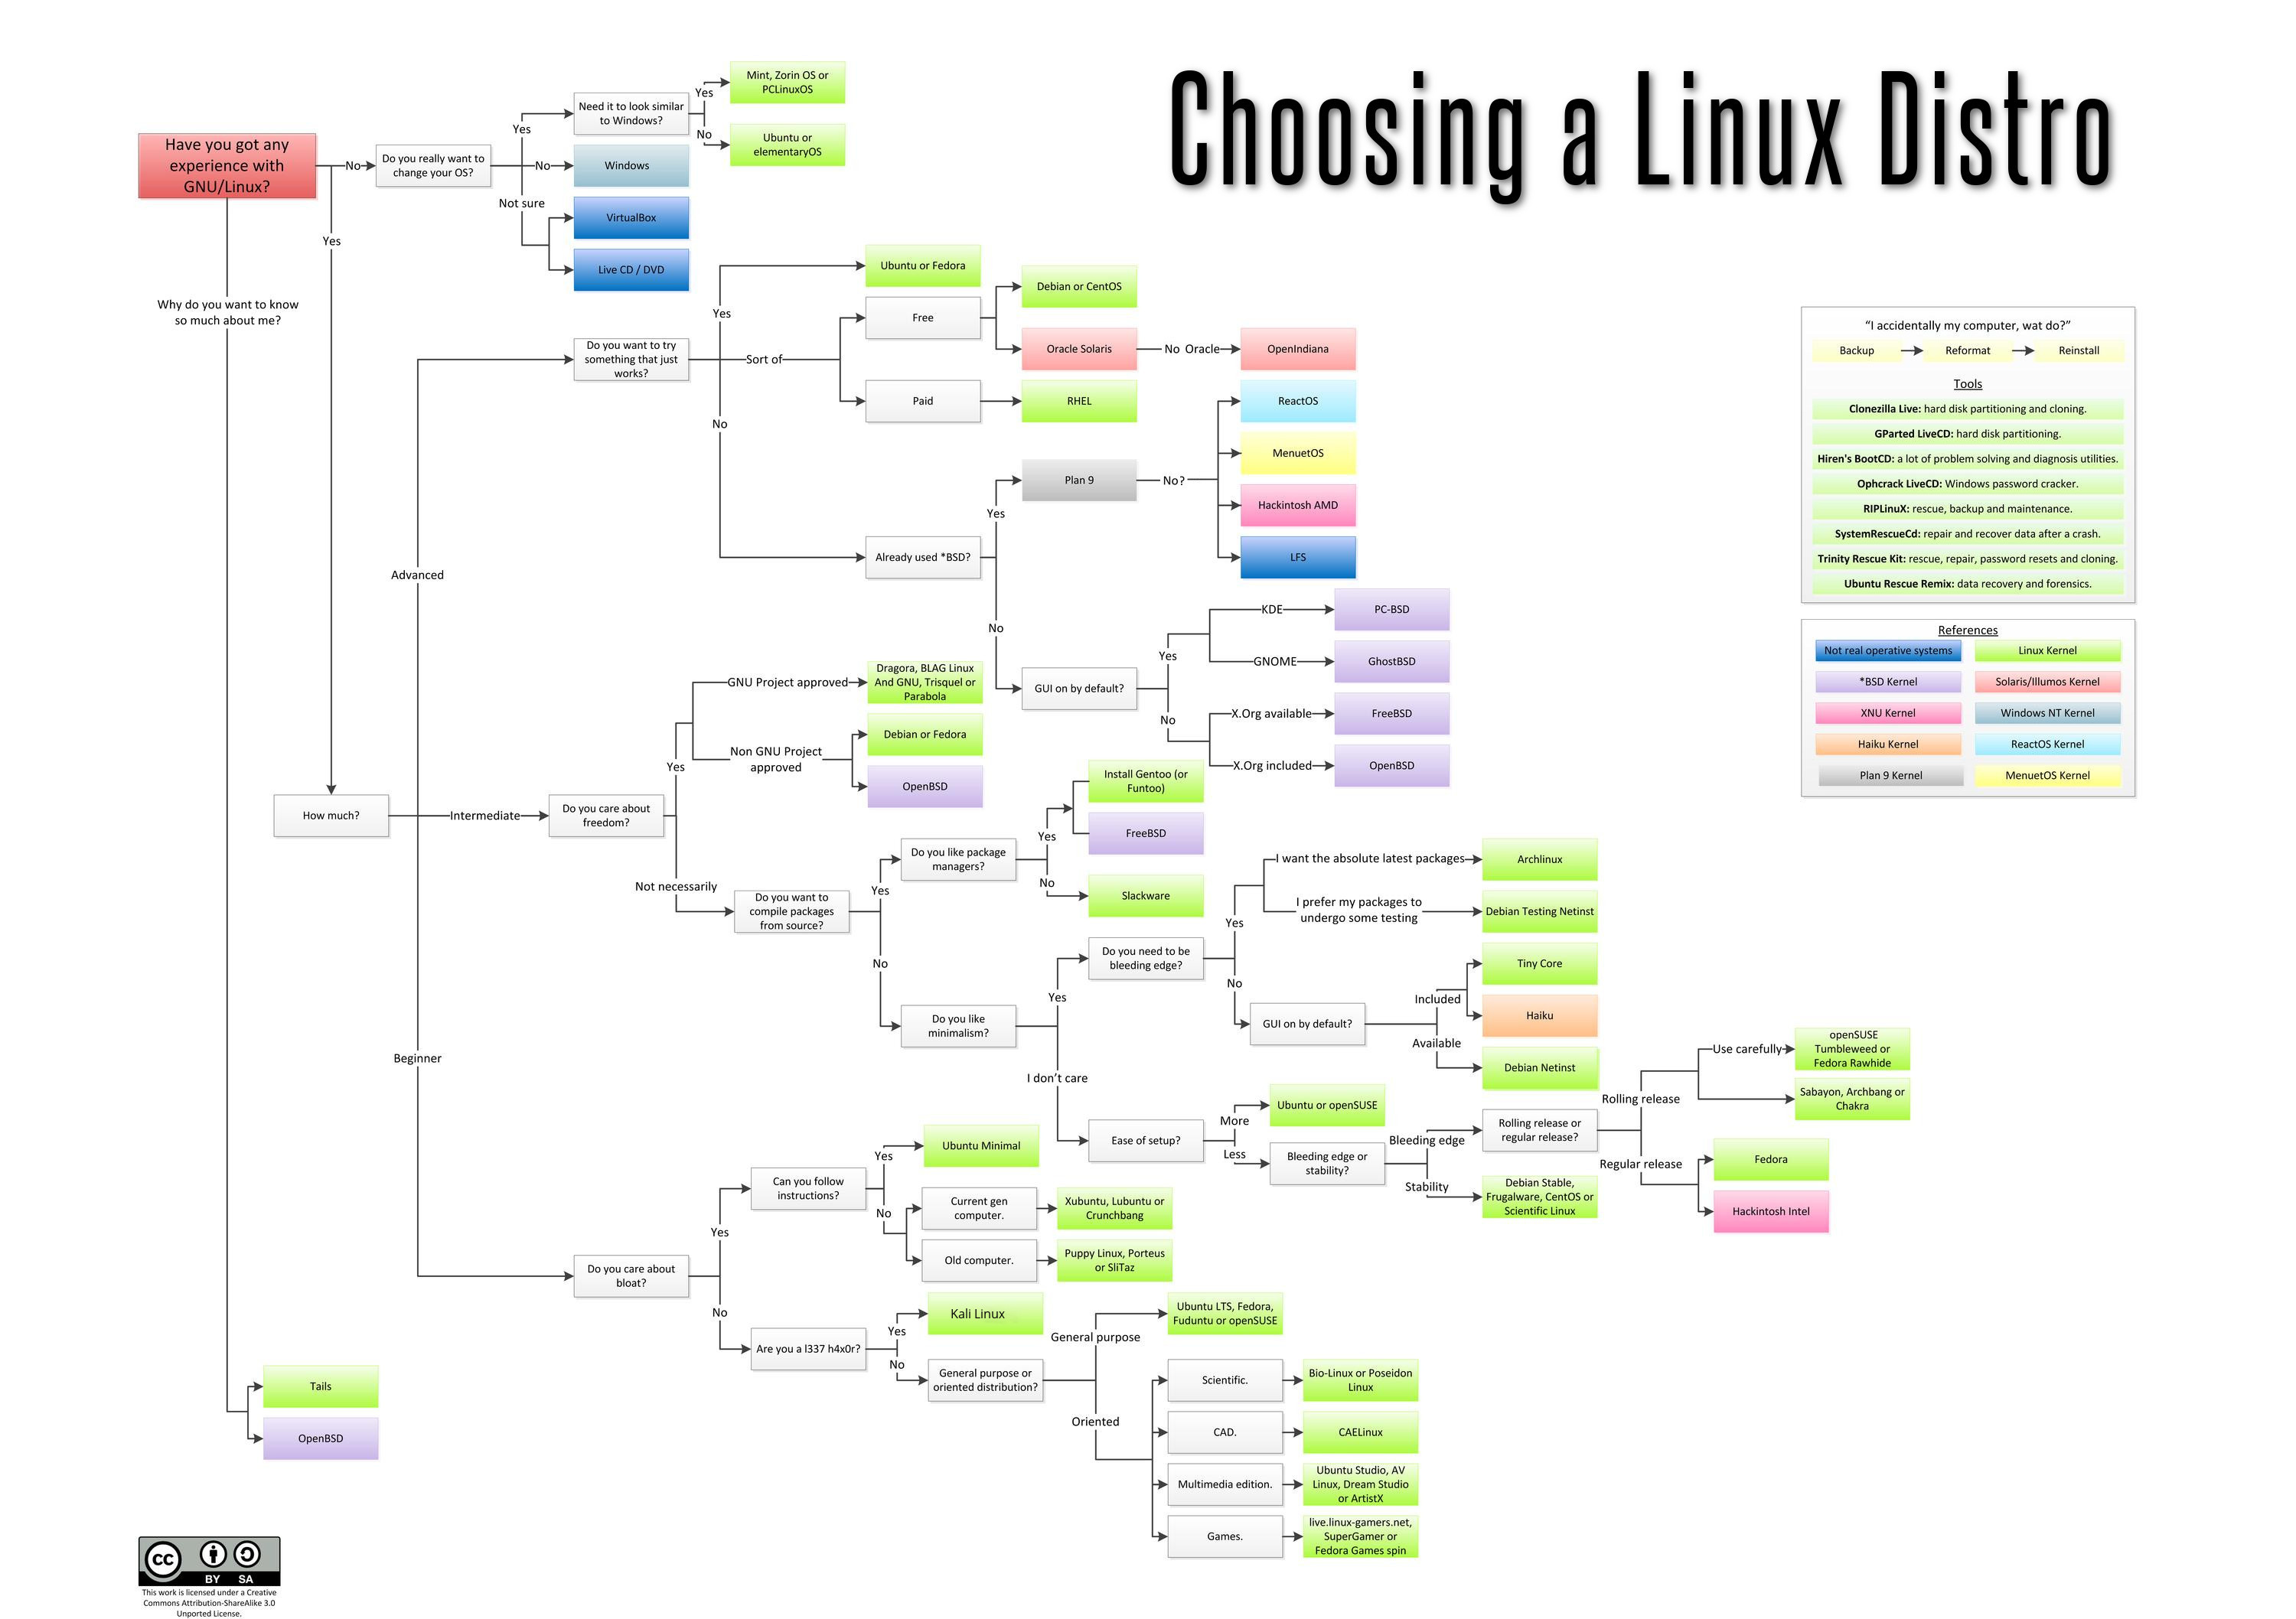 Choosing a Linux Distro
Have you got any
experience with
GNU/Linux?
No
Yes
Why do you want to know
so much about me?
Do you really want to
change your OS?
Yes
No
Not sure
Need it to look similar
to Windows?
Yes
No
Mint, Zorin OS or
PCLinuxOS
Ubuntu or
elementaryOS
Windows
VirtualBox
Live CD / DVD
Tails
OpenBSD
How much?
Advanced
Intermediate
Beginner
Do you want to try
something that just
works?
Yes
Sort of
No
Ubuntu or Fedora
Free
Debian or CentOS
Oracle Solaris
No Oracle
OpenIndiana
Paid
RHEL
Already used *BSD?
Yes
No
Plan 9
No?
ReactOS
MenuetOS
Hackintosh AMD
LFS
GUI on by default?
Yes
No
KDE
PC-BSD
GNOME
GhostBSD
X.Org available
FreeBSD
X.Org included
OpenBSD
Do you care about
freedom?
Yes
Not necessarily
GNU Project approved
Dragora, BLAG Linux
And GNU, Trisquel or
Parabola
Non GNU Project
approved
Debian or Fedora
OpenBSD
Do you want to
compile packages
from source?
Yes
No
Do you like package
managers?
Yes
No
Install Gentoo (or
Funtoo)
FreeBSD
Slackware
Do you like
minimalism?
Yes
I don't care
Do you need to be
bleeding edge?
Yes
No
I want the absolute latest packages
Archlinux
I prefer my packages to
undergo some testing
Debian Testing Netinst
GUI on by default?
Included
Available
Tiny Core
Haiku
Debian Netinst
Ease of setup?
More
Less
Ubuntu or openSUSE
Bleeding edge or
stability?
Bleeding edge
Stability
Rolling release or
regular release?
Rolling release
Regular release
Use carefully
openSUSE
Tumbleweed or
Fedora Rawhide
Sabayon, Archbang or
Chakra
Fedora
Hackintosh Intel
Debian Stable,
Frugalware, CentOS or
Scientific Linux
Do you care about
bloat?
Yes
No
Can you follow
instructions?
Yes
No
Ubuntu Minimal
Current gen
computer.
Xubuntu, Lubuntu or
Crunchbang
Old computer.
Puppy Linux, Porteus
or SliTaz
Are you a l337 h4x0r?
Yes
No
Kali Linux
General purpose or
oriented distribution?
General purpose
Oriented
Ubuntu LTS, Fedora,
Fuduntu or openSUSE
Scientific.
Bio-Linux or Poseidon
Linux
CAD.
CAELinux
Multimedia edition.
Ubuntu Studio, AV
Linux, Dream Studio
or ArtistX
Games.
live.linux-gamers.net,
SuperGamer or
Fedora Games spin
“I accidentally my computer, wat do?”
Backup
Reformat
Reinstall
Tools
Clonezilla Live: hard disk partitioning and cloning.
GParted LiveCD: hard disk partitioning.
Hiren's BootCD: a lot of problem solving and diagnosis utilities.
Ophcrack LiveCD: Windows password cracker.
RIPLinuX: rescue, backup and maintenance.
SystemRescueCd: repair and recover data after a crash.
Trinity Rescue Kit: rescue, repair, password resets and cloning.
Ubuntu Rescue Remix: data recovery and forensics.
References
Not real operative systems
Linux Kernel
*BSD Kernel
Solaris/Illumos Kernel
XNU Kernel
Windows NT Kernel
Haiku Kernel
ReactOS Kernel
Plan 9 Kernel
MenuetOS Kernel
cc
BY SA
This work is licensed under a Creative
Commons Attribution-ShareAlike 3.0
Unported License.